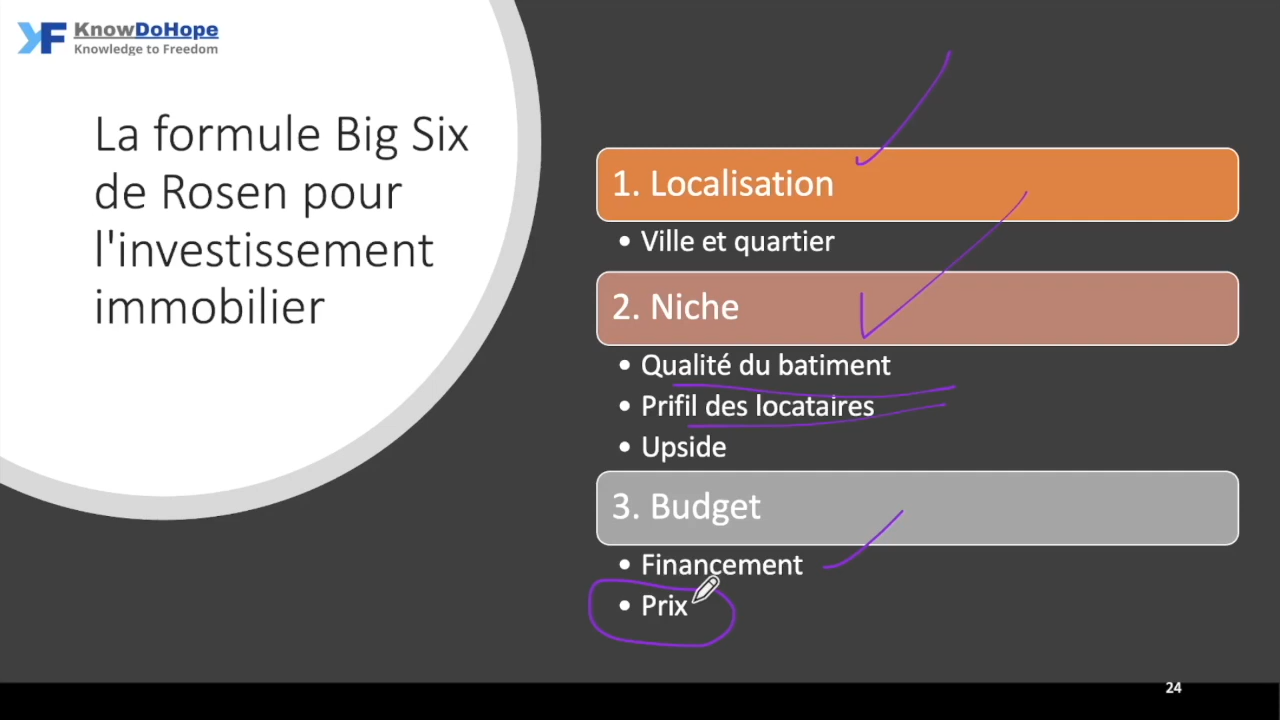 KnowDoHope
Knowledge to Freedom
La formule Big Six
de Rosen pour
l'investissement
immobilier
1. Localisation
• Ville et quartier
2. Niche
• Qualité du batiment
• Prifil des locataires
• Upside
3. Budget
• Financement
• Prix
24